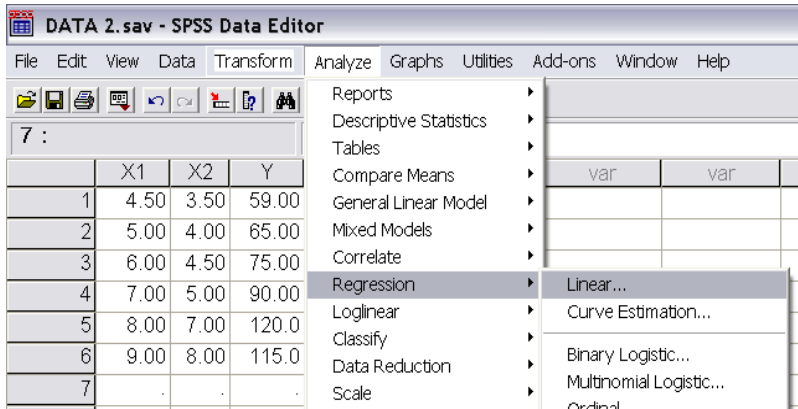 DATA 2.sav - SPSS Data Editor
File Edit View Data Transform Analyze Graphs Utilities Add-ons Window Help
7 :
X1 X2 Y var var
1 4.50 3.50 59.00
2 5.00 4.00 65.00
3 6.00 4.50 75.00
4 7.00 5.00 90.00
5 8.00 7.00 120.0
6 9.00 8.00 115.0
7 . . .
Reports
Descriptive Statistics
Tables
Compare Means
General Linear Model
Mixed Models
Correlate
Regression
Loglinear
Classify
Data Reduction
Scale
Linear...
Curve Estimation...
Binary Logistic...
Multinomial Logistic...
Ordinal